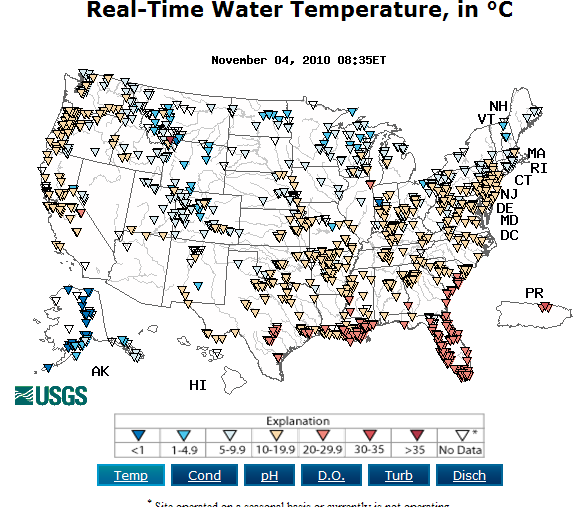 Real-Time Water Temperature, in °C
November 04, 2010 08:35ET
NH
VT
MA
RI
CT
NJ
DE
MD
DC
PR
AK
HI
USGS
Explanation
*
<1 1-4.9 5-9.9 10-19.9 20-29.9 30-35 >35 No Data
Temp Cond pH D.O. Turb Disch
* Site operated on a seasonal basis or currently is not operating